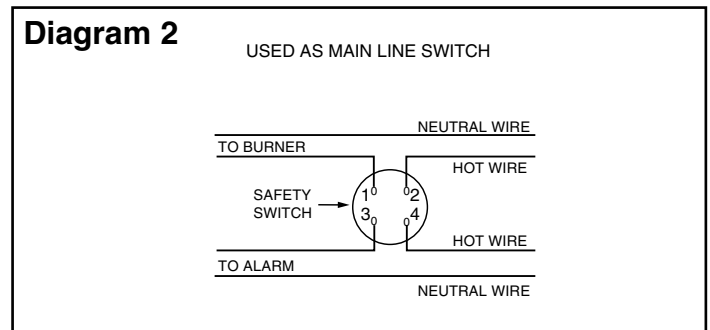 Diagram 2
USED AS MAIN LINE SWITCH
NEUTRAL WIRE
TO BURNER
HOT WIRE
SAFETY
SWITCH
1 2
3 4
HOT WIRE
TO ALARM
NEUTRAL WIRE